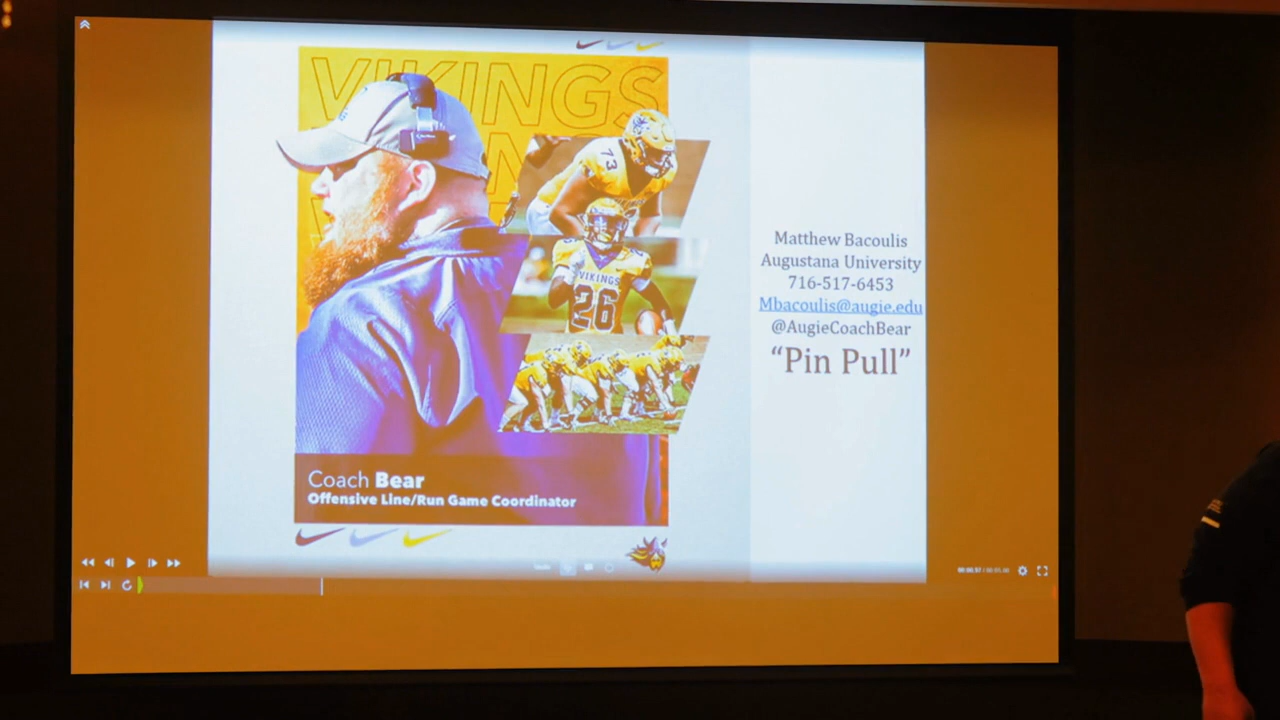 VIKINGS
73
VIKINGS
26
Coach Bear
Offensive Line/Run Game Coordinator
Matthew Bacoulis
Augustana University
716-517-6453
Mbacoulis@augie.edu
@AugieCoachBear
“Pin Pull”